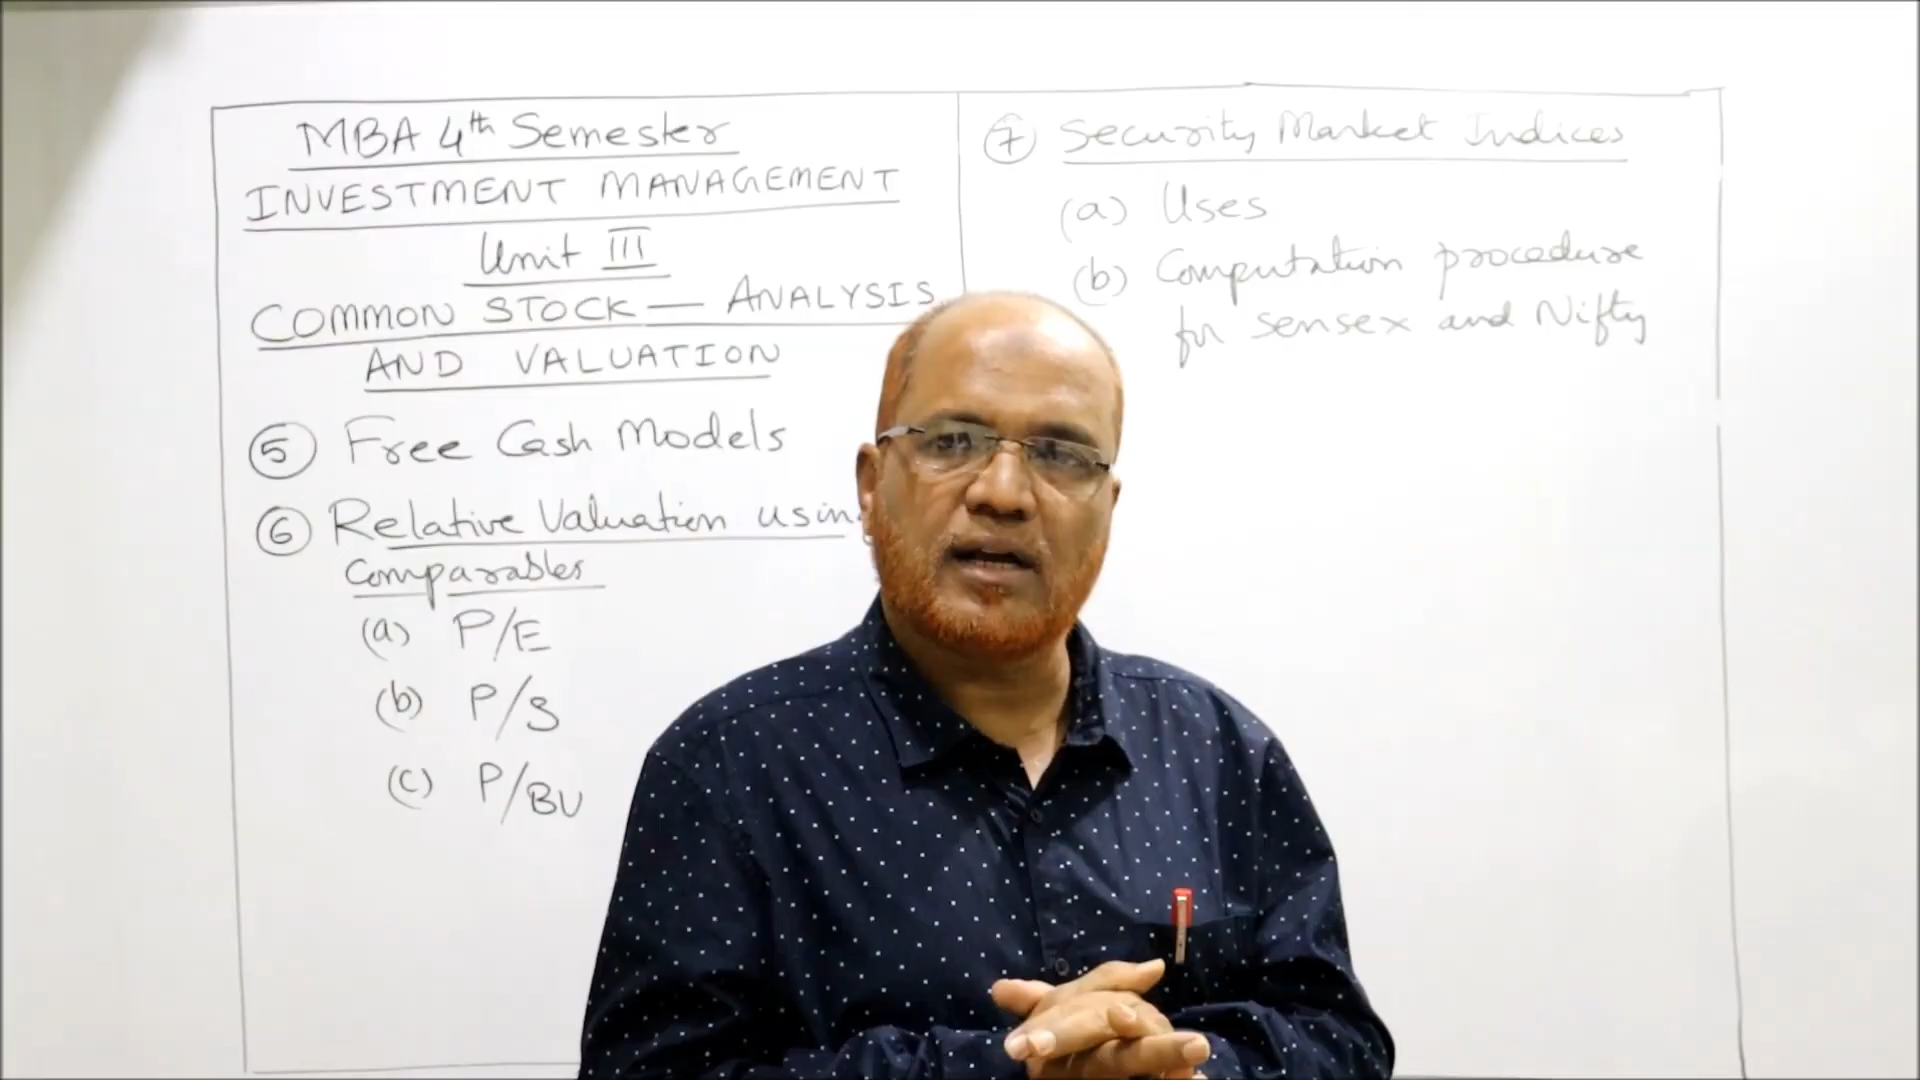 MBA 4th Semester
INVESTMENT MANAGEMENT
Unit III
COMMON STOCK — ANALYSIS
AND VALUATION
5 Free Cash Models
6 Relative Valuation usin
Comparables
(a) P/E
(b) P/S
(c) P/BV
7 Security Market Indices
(a) Uses
(b) Computation procedure
for Sensex and Nifty